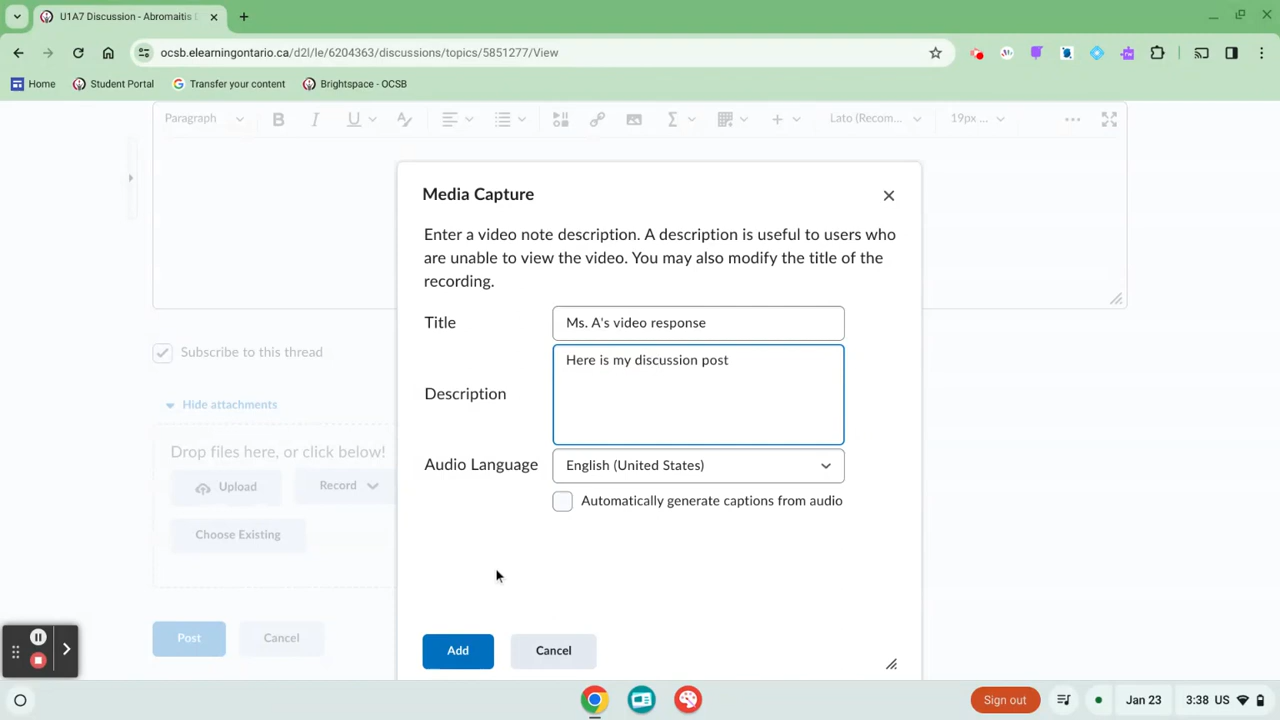 U1A7 Discussion - Abromaitis
ocsb.elearningontario.ca/d2l/le/6204363/discussions/topics/5851277/View
Home
Student Portal
Transfer your content
Brightspace - OCSB
Paragraph
B I U
Lato (Recom...
19px ...
Media Capture
Enter a video note description. A description is useful to users who
are unable to view the video. You may also modify the title of the
recording.
Title
Ms. A's video response
Description
Here is my discussion post
Audio Language
English (United States)
Automatically generate captions from audio
Add
Cancel
Subscribe to this thread
Hide attachments
Drop files here, or click below!
Upload
Record
Choose Existing
Post
Cancel
Sign out
Jan 23
3:38 US